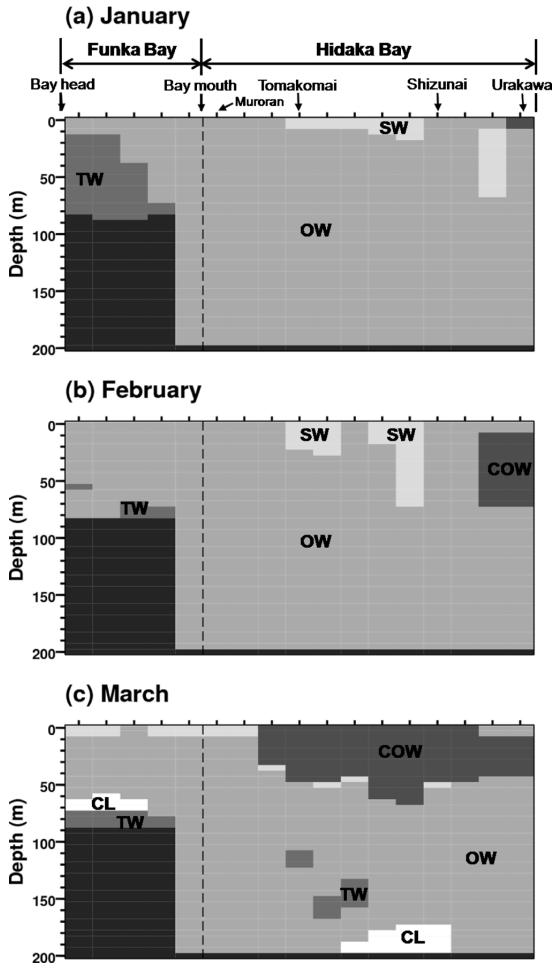 (a) January
Funka Bay Hidaka Bay
Bay head Bay mouth Tomakomai Shizunai Urakawa
Muroran
0
SW
TW
50
OW
100
150
200
Depth (m)
(b) February
0
SW SW
COW
50
TW
100
OW
150
200
Depth (m)
(c) March
0
COW
50
CL
TW
100
OW
TW
150
CL
200
Depth (m)